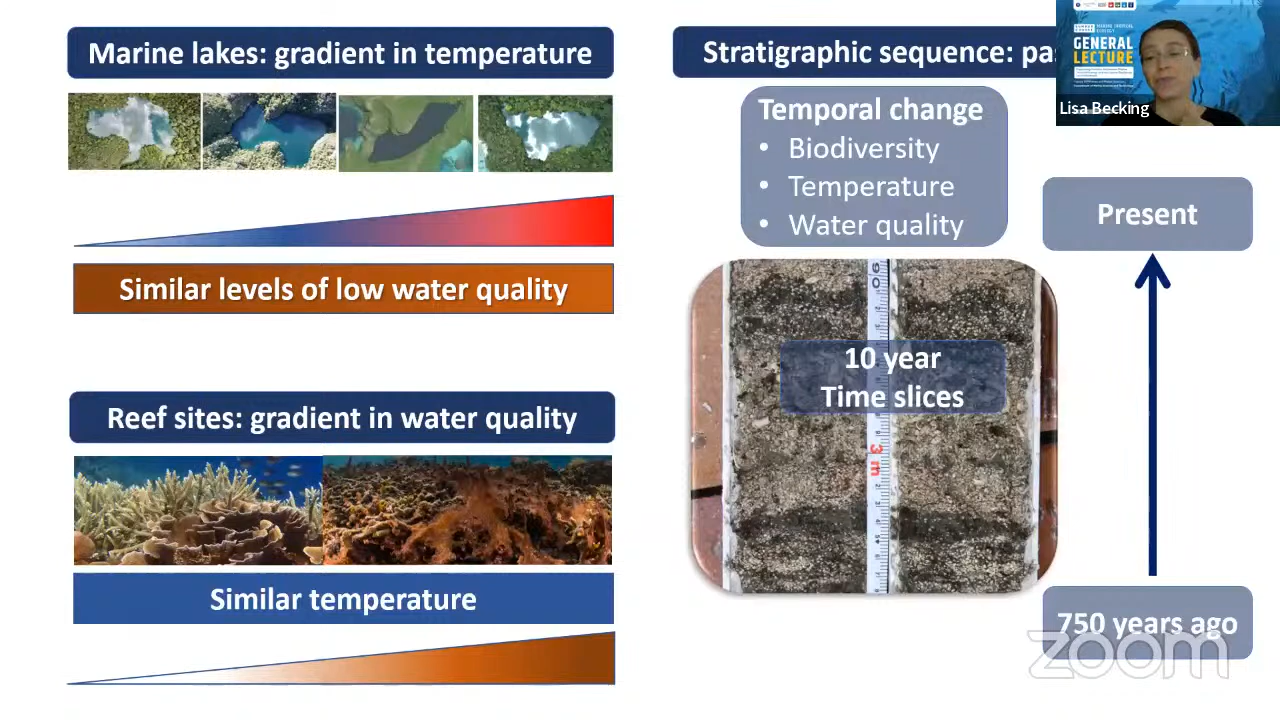 Marine lakes: gradient in temperature
Similar levels of low water quality
Reef sites: gradient in water quality
Similar temperature
Stratigraphic sequence: pa
Temporal change
• Biodiversity
• Temperature
• Water quality
10 year
Time slices
3 m
Present
750 years ago
zoom
GENERAL
LECTURE
Lisa Becking